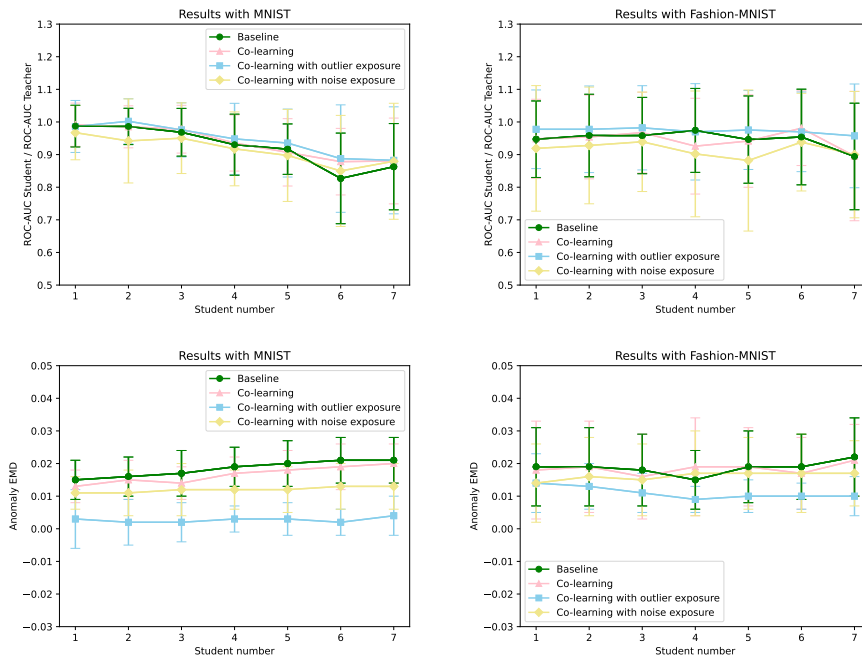 Results with MNIST
1.3
1.2
1.1
1.0
0.9
0.8
0.7
0.6
0.5
ROC-AUC Student / ROC-AUC Teacher
Baseline
Co-learning
Co-learning with outlier exposure
Co-learning with noise exposure
1 2 3 4 5 6 7
Student number
Results with Fashion-MNIST
1.3
1.2
1.1
1.0
0.9
0.8
0.7
0.6
0.5
ROC-AUC Student / ROC-AUC Teacher
Baseline
Co-learning
Co-learning with outlier exposure
Co-learning with noise exposure
1 2 3 4 5 6 7
Student number
Results with MNIST
0.05
0.04
0.03
0.02
0.01
0.00
−0.01
−0.02
−0.03
Anomaly EMD
Baseline
Co-learning
Co-learning with outlier exposure
Co-learning with noise exposure
1 2 3 4 5 6 7
Student number
Results with Fashion-MNIST
0.05
0.04
0.03
0.02
0.01
0.00
−0.01
−0.02
−0.03
Anomaly EMD
Baseline
Co-learning
Co-learning with outlier exposure
Co-learning with noise exposure
1 2 3 4 5 6 7
Student number